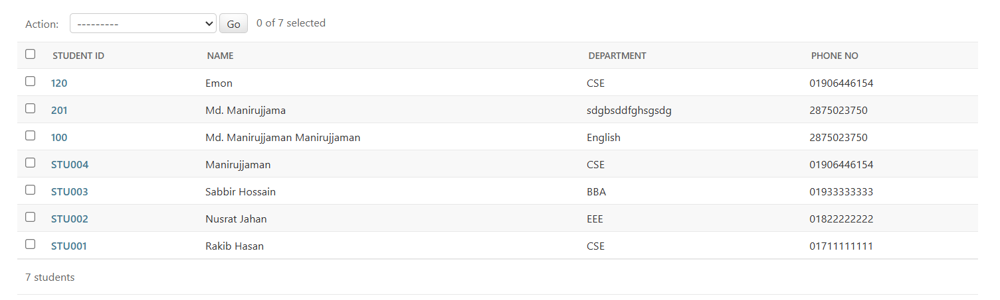 Action: --------- Go 0 of 7 selected
STUDENT ID NAME DEPARTMENT PHONE NO
120 Emon CSE 01906446154
201 Md. Manirujjama sdgbsddfghsgsdg 2875023750
100 Md. Manirujjaman Manirujjaman English 2875023750
STU004 Manirujjaman CSE 01906446154
STU003 Sabbir Hossain BBA 01933333333
STU002 Nusrat Jahan EEE 01822222222
STU001 Rakib Hasan CSE 01711111111
7 students